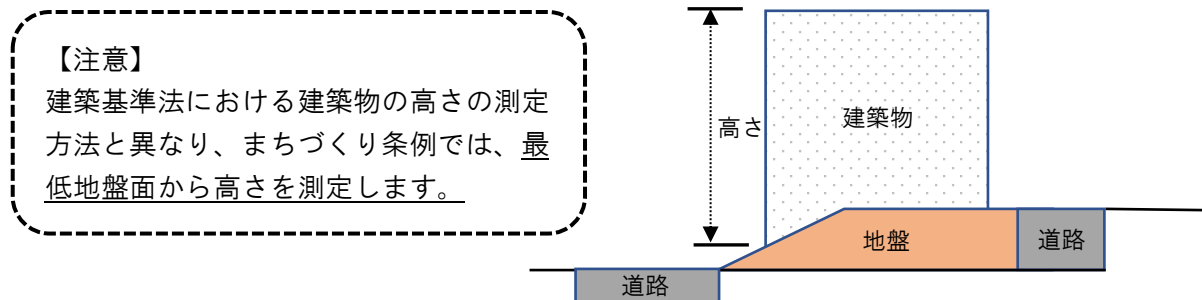 【注意】
建築基準法における建築物の高さの測定
方法と異なり、まちづくり条例では、最
低地盤面から高さを測定します。
高さ
建築物
地盤
道路
道路